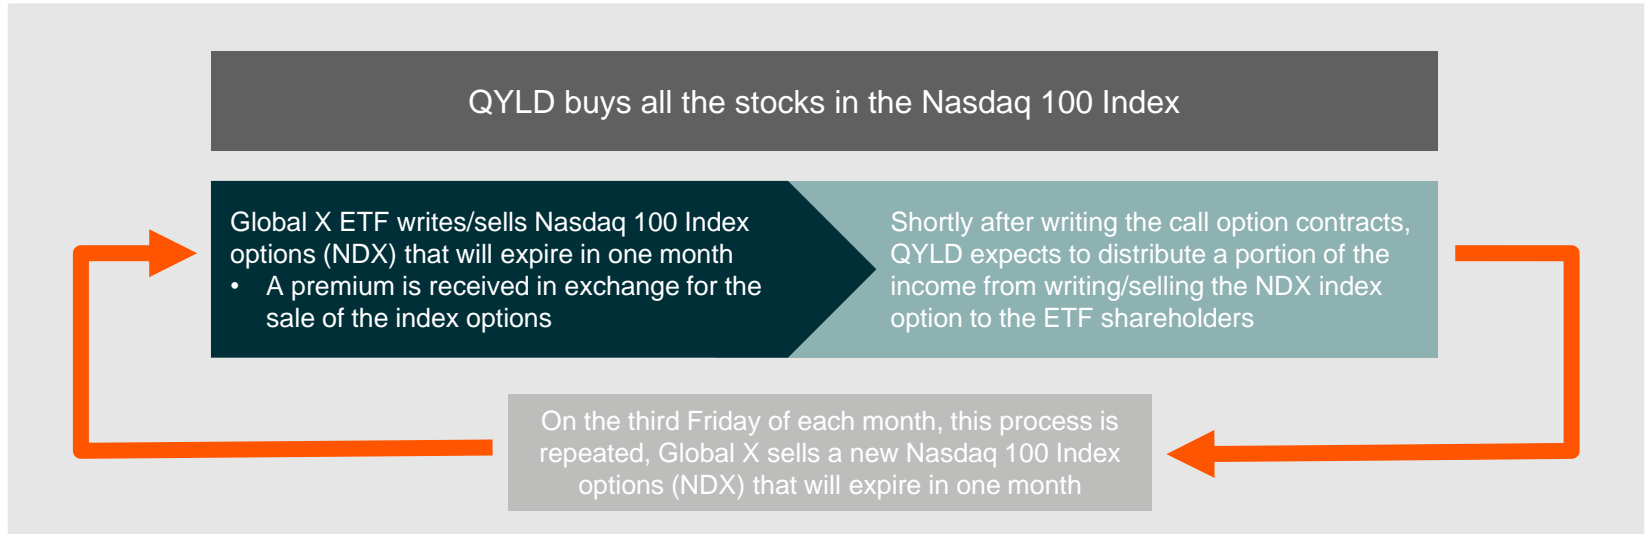 QYLD buys all the stocks in the Nasdaq 100 Index
Global X ETF writes/sells Nasdaq 100 Index
options (NDX) that will expire in one month
• A premium is received in exchange for the
sale of the index options
Shortly after writing the call option contracts,
QYLD expects to distribute a portion of the
income from writing/selling the NDX index
option to the ETF shareholders
On the third Friday of each month, this process is
repeated, Global X sells a new Nasdaq 100 Index
options (NDX) that will expire in one month